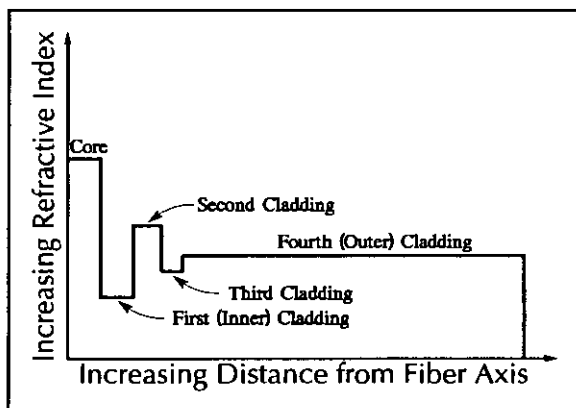 Increasing Refractive Index
Core
Second Cladding
Fourth (Outer) Cladding
Third Cladding
First (Inner) Cladding
Increasing Distance from Fiber Axis